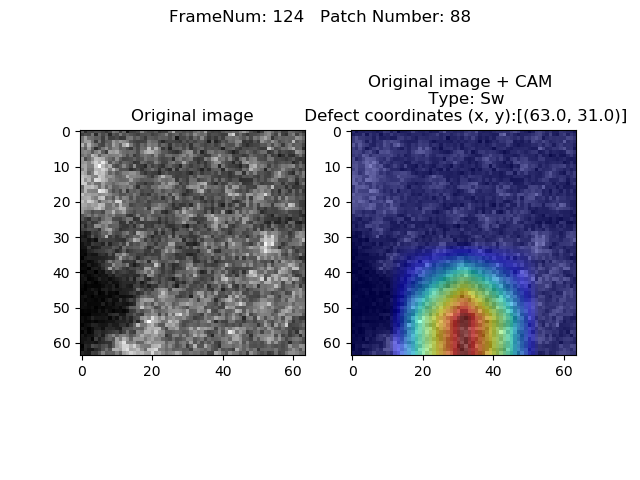 FrameNum: 124   Patch Number: 88
Original image
Original image + CAM
Type: Sw
Defect coordinates (x, y):[(63.0, 31.0)]
0
10
20
30
40
50
60
0 20 40 60
0
10
20
30
40
50
60
0 20 40 60